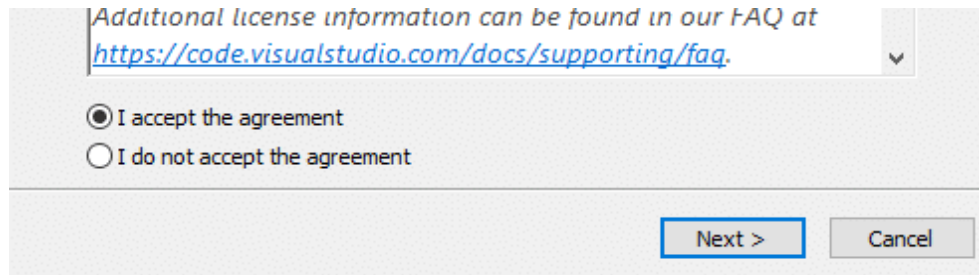 Additional license information can be found in our FAQ at
https://code.visualstudio.com/docs/supporting/faq.
I accept the agreement
I do not accept the agreement
Next >
Cancel